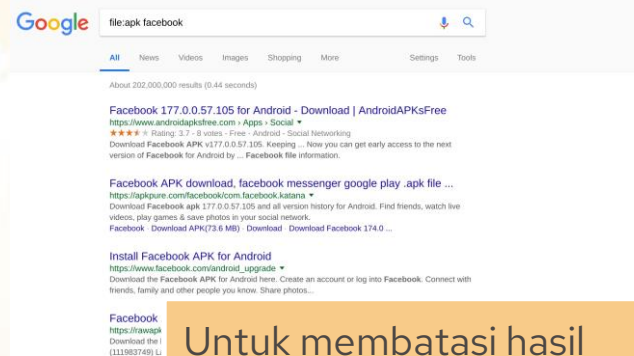 Google
file:apk facebook
All News Videos Images Shopping More Settings Tools
About 202,000,000 results (0.44 seconds)
Facebook 177.0.0.57.105 for Android - Download | AndroidAPKsFree
https://www.androidapksfree.com › Apps › Social
Rating: 3.7 - 8 votes - Free - Android - Social Networking
Download Facebook APK v177.0.0.57.105. Keeping ... Now you can get early access to the next
version of Facebook for Android by ... Facebook file information.
Facebook APK download, facebook messenger google play .apk file ...
https://apkpure.com/facebook/com.facebook.katana
Download Facebook apk 177.0.0.57.105 and all version history for Android. Find friends, watch live
videos, play games & save photos in your social network.
Facebook · Download APK(73.6 MB) · Download · Download Facebook 174.0 ...
Install Facebook APK for Android
https://www.facebook.com/android_upgrade
Download the Facebook APK for Android here. Create an account or log into Facebook. Connect with
friends, family and other people you know. Share photos...
Facebook
https://rawapk
Download the
(111983749)
Untuk membatasi hasil